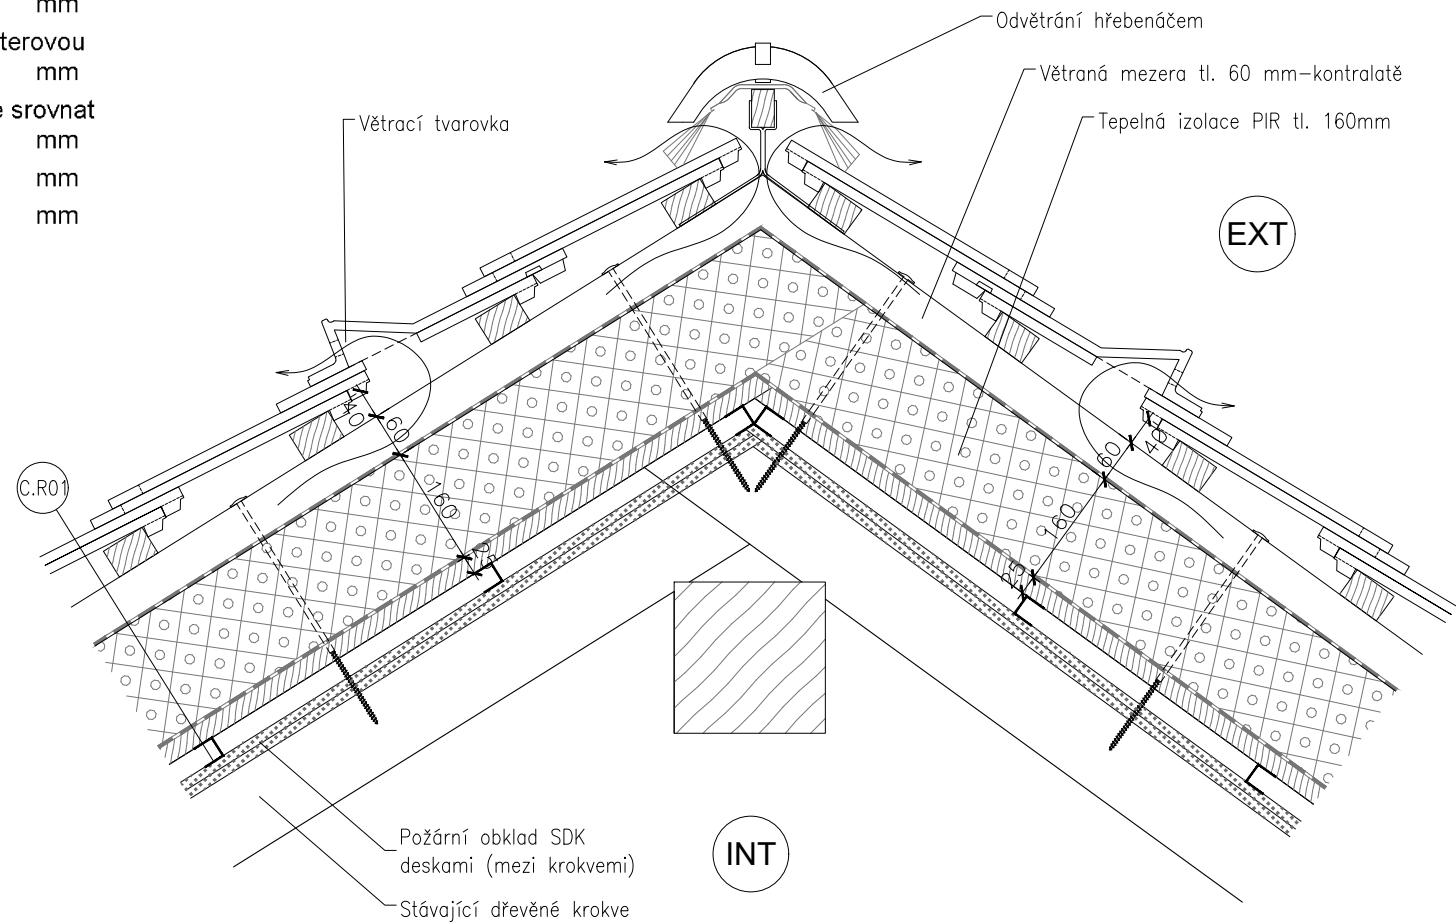 mm
terovou
mm
e srovnat
mm
mm
mm
Odvětrání hřebenáčem
Větraná mezera tl. 60 mm-kontralatě
Větrací tvarovka
Tepelná izolace PIR tl. 160mm
EXT
40
60
160
25
40
60
160
25
C.R01
Požární obklad SDK
deskami (mezi krokvemi)
INT
Stávající dřevěné krokve